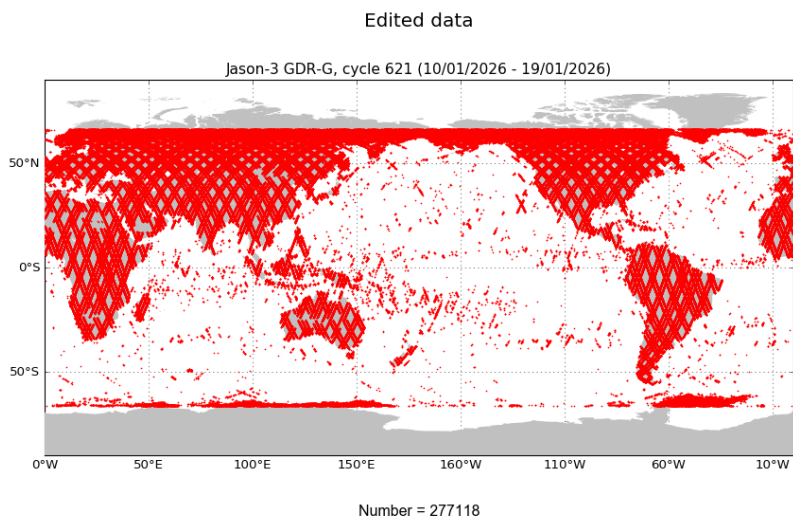 Edited data
Jason-3 GDR-G, cycle 621 (10/01/2026 - 19/01/2026)
50°N
0°S
50°S
0°W 50°E 100°E 150°E 160°W 110°W 60°W 10°W
Number = 277118